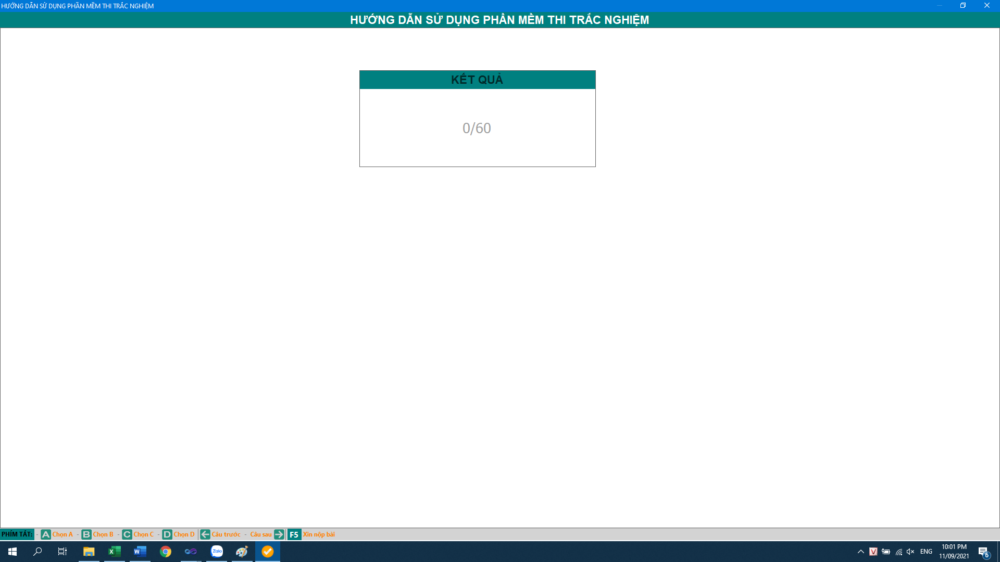 HƯỚNG DẪN SỬ DỤNG PHẦN MỀM THI TRẮC NGHIỆM
HƯỚNG DẪN SỬ DỤNG PHẦN MỀM THI TRẮC NGHIỆM
KẾT QUẢ
0/60
PHÍM TẮT: - A Chọn A - B Chọn B - C Chọn C - D Chọn D Câu trước - Câu sau F5 Xin nộp bài
Zalo V ENG 10:01 PM 6
11/09/2021